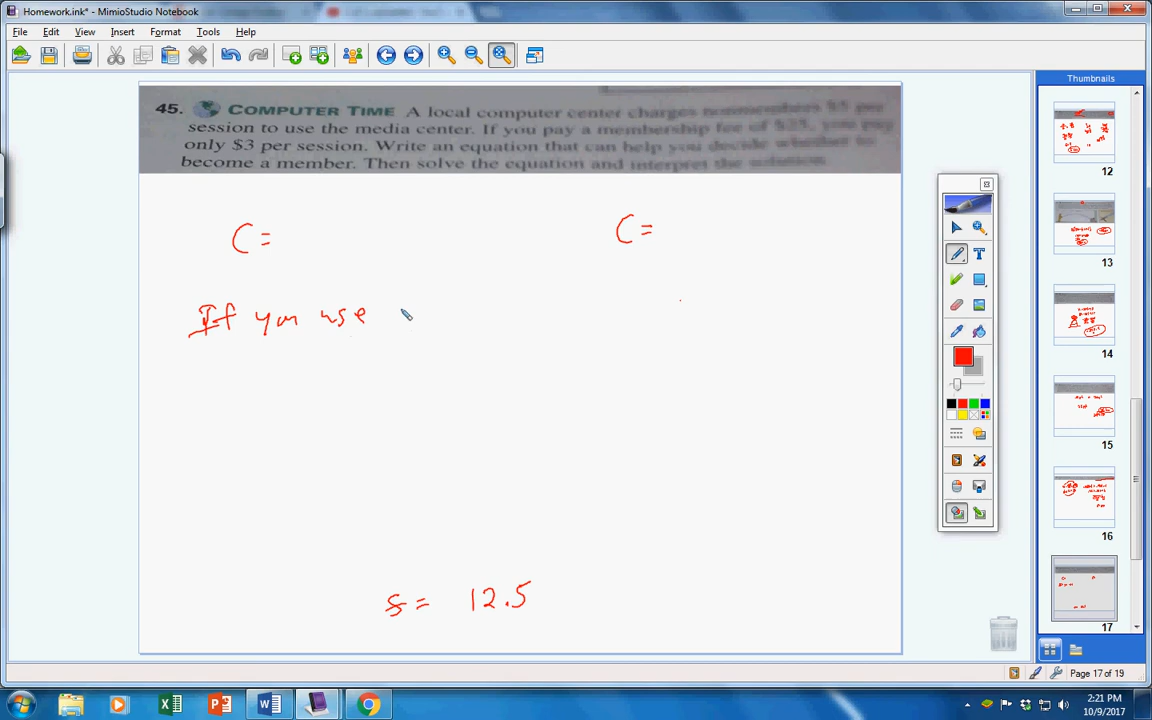 Homework.ink* - MimioStudio Notebook
File Edit View Insert Format Tools Help
Thumbnails
45. COMPUTER TIME A local computer center charges nonmembers $5 per
session to use the media center. If you pay a membership fee of $25, you pay
only $3 per session. Write an equation that can help you decide whether to
become a member. Then solve the equation and interpret the solution
C= C=
If you use
s= 12.5
12
13
14
15
16
17
Page 17 of 19
2:21 PM
10/9/2017